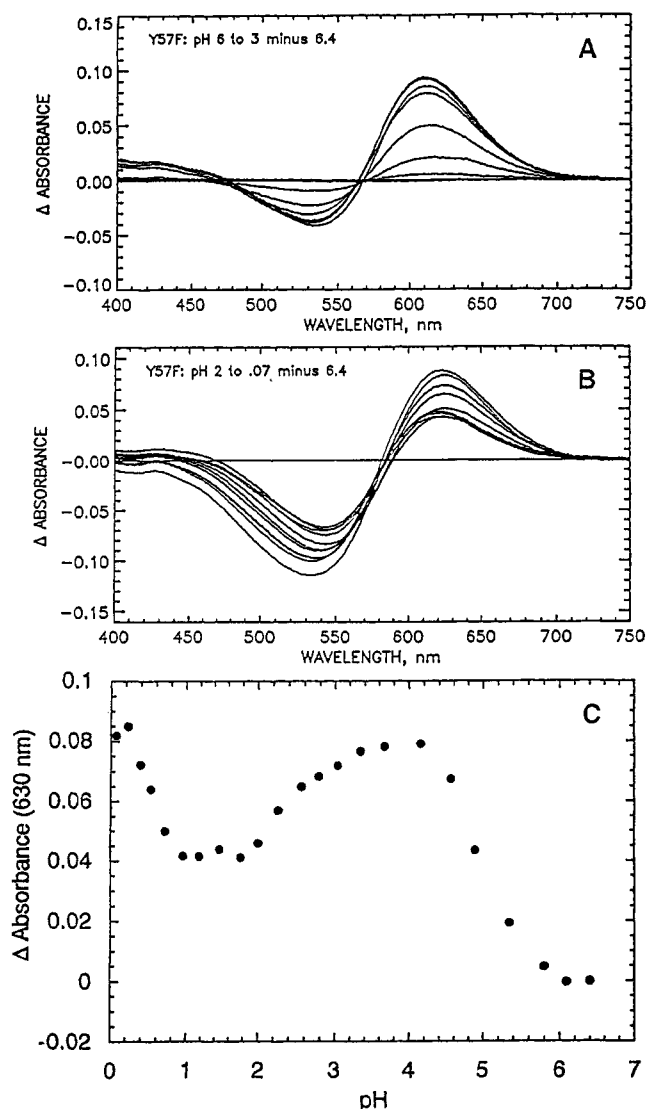 Y57F: pH 6 to 3 minus 6.4
A
0.15
0.10
0.05
0.00
-0.05
-0.10
Δ ABSORBANCE
400 450 500 550 600 650 700 750
WAVELENGTH, nm
Y57F: pH 2 to .07 minus 6.4
B
0.10
0.05
-0.00
-0.05
-0.10
-0.15
Δ ABSORBANCE
400 450 500 550 600 650 700 750
WAVELENGTH, nm
C
0.1
0.08
0.06
0.04
0.02
0
-0.02
Δ Absorbance (630 nm)
0 1 2 3 4 5 6 7
pH